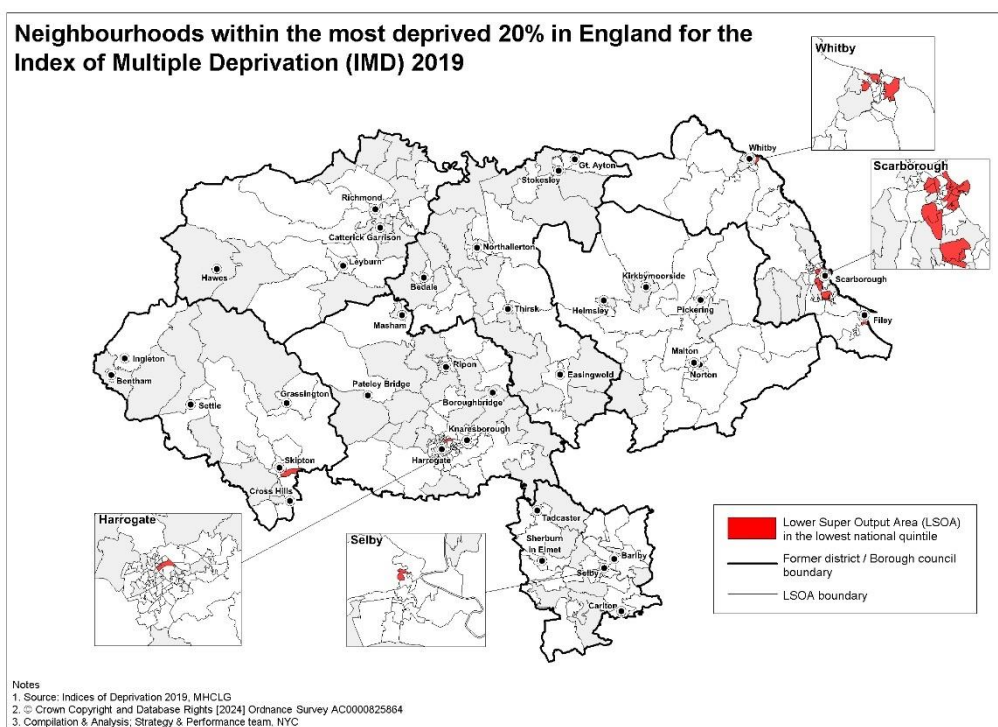 Neighbourhoods within the most deprived 20% in England for the
Index of Multiple Deprivation (IMD) 2019
Whitby
Scarborough
Whitby
Gt. Ayton
Stokesley
Richmond
Catterick Garrison
Northallerton
Leyburn
Hawes
Bedale
Kirkbymoorside
Scarborough
Helmsley
Pickering
Thirsk
Masham
Filey
Malton
Norton
Ingleton
Bentham
Ripon
Pateley Bridge
Easingwold
Grassington
Settle
Boroughbridge
Knaresborough
Harrogate
Skipton
Cross Hills
Tadcaster
Sherburn
in Elmet
Barlby
Selby
Carlton
Harrogate
Selby
Lower Super Output Area (LSOA)
in the lowest national quintile
Former district / Borough council
boundary
LSOA boundary
Notes
1. Source: Indices of Deprivation 2019, MHCLG
2. © Crown Copyright and Database Rights [2024] Ordnance Survey AC0000825864
3. Compilation & Analysis; Strategy & Performance team, NYC